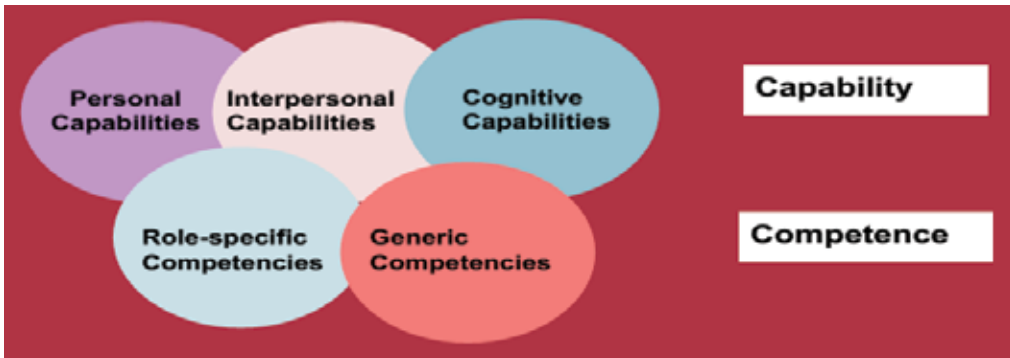 Personal
Capabilities
Interpersonal
Capabilities
Cognitive
Capabilities
Capability
Role-specific
Competencies
Generic
Competencies
Competence